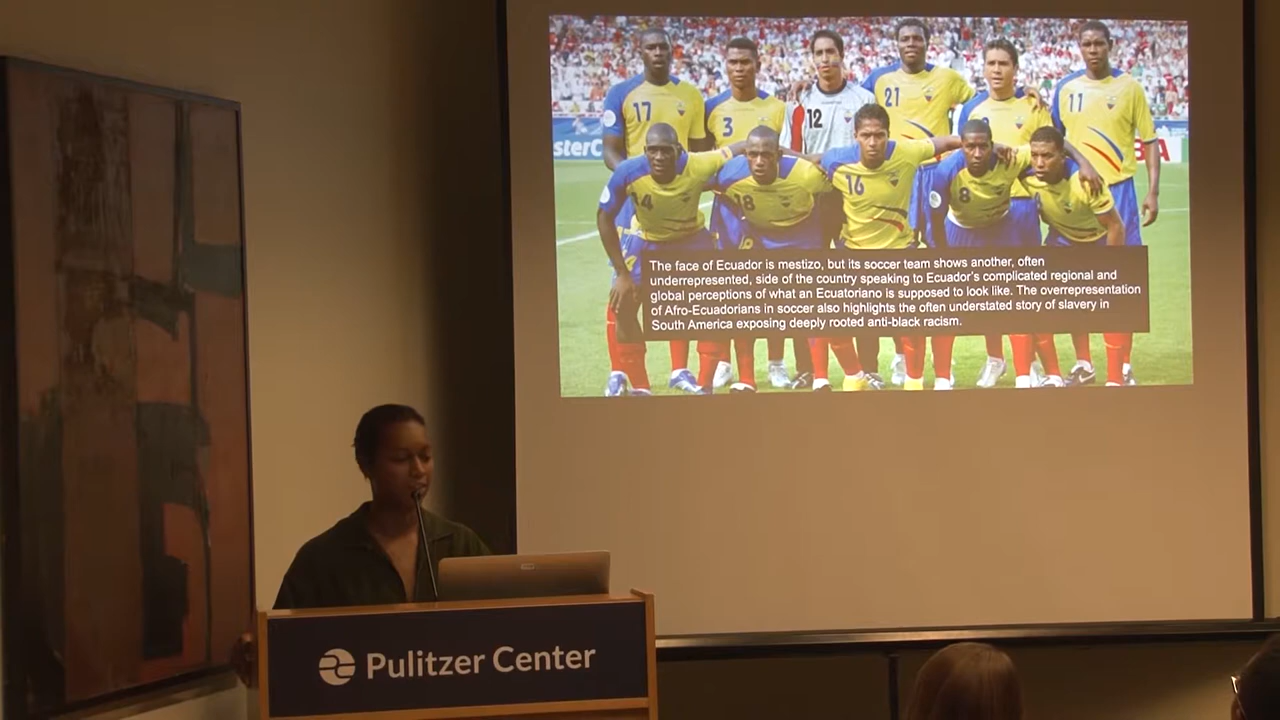 17
3
12
21
11
sterC
14
18
16
8
4
The face of Ecuador is mestizo, but its soccer team shows another, often
underrepresented, side of the country speaking to Ecuador's complicated regional and
global perceptions of what an Ecuatoriano is supposed to look like. The overrepresentation
of Afro-Ecuadorians in soccer also highlights the often understated story of slavery in
South America exposing deeply rooted anti-black racism.
Pulitzer Center